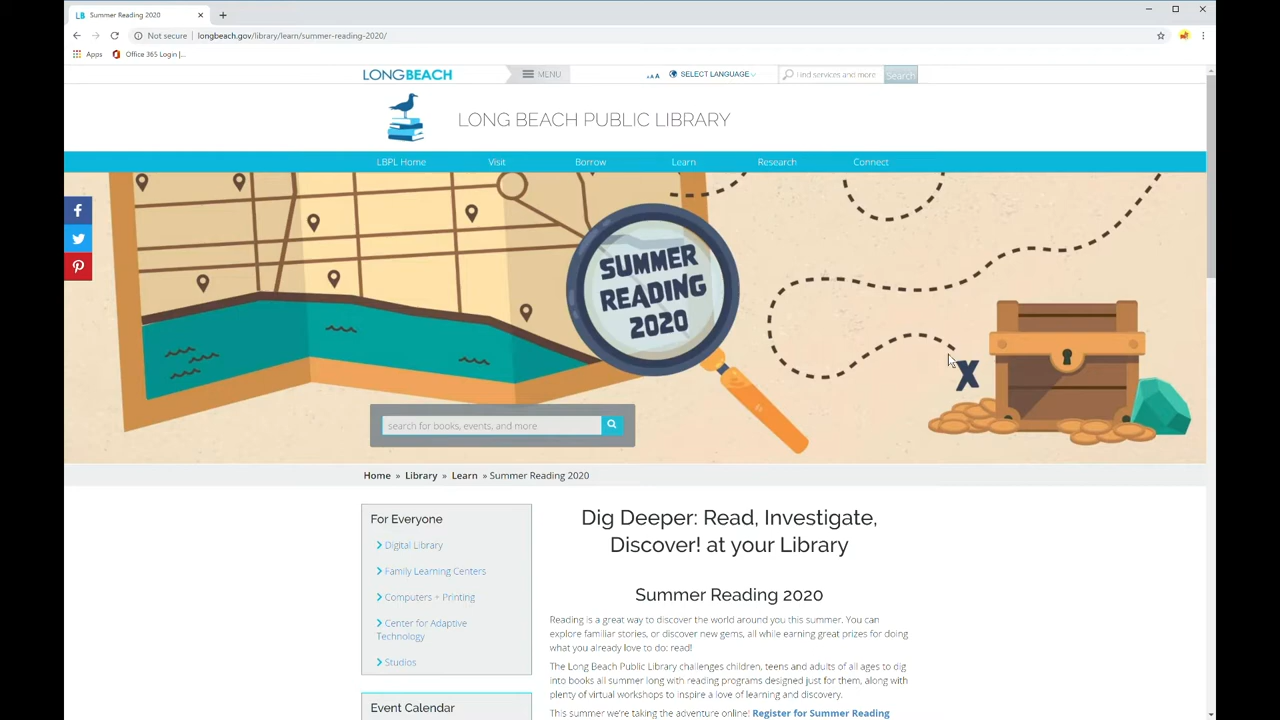 LB Summer Reading 2020
Not secure longbeach.gov/library/learn/summer-reading-2020/
Apps Office 365 Login |...
LONGBEACH MENU AAA SELECT LANGUAGE Find services and more Search
LONG BEACH PUBLIC LIBRARY
LBPL Home Visit Borrow Learn Research Connect
SUMMER
READING
2020
X
search for books, events, and more
Home » Library » Learn » Summer Reading 2020
For Everyone
Digital Library
Family Learning Centers
Computers + Printing
Center for Adaptive
Technology
Studios
Event Calendar
Dig Deeper: Read, Investigate,
Discover! at your Library
Summer Reading 2020
Reading is a great way to discover the world around you this summer. You can
explore familiar stories, or discover new gems, all while earning great prizes for doing
what you already love to do: read!
The Long Beach Public Library challenges children, teens and adults of all ages to dig
into books all summer long with reading programs designed just for them, along with
plenty of virtual workshops to inspire a love of learning and discovery.
This summer we're taking the adventure online! Register for Summer Reading